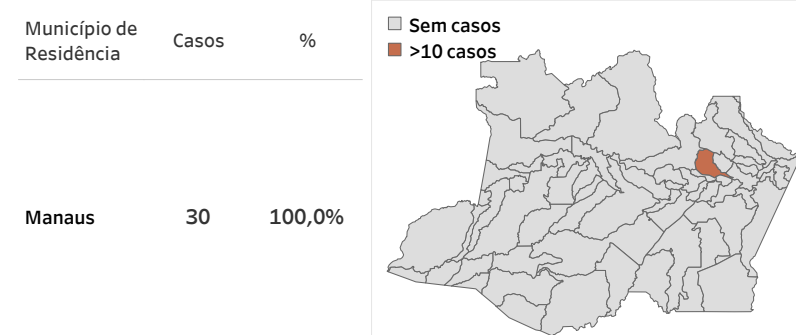 Município de
Residência
Casos
%
Manaus
30
100,0%
Sem casos
>10 casos